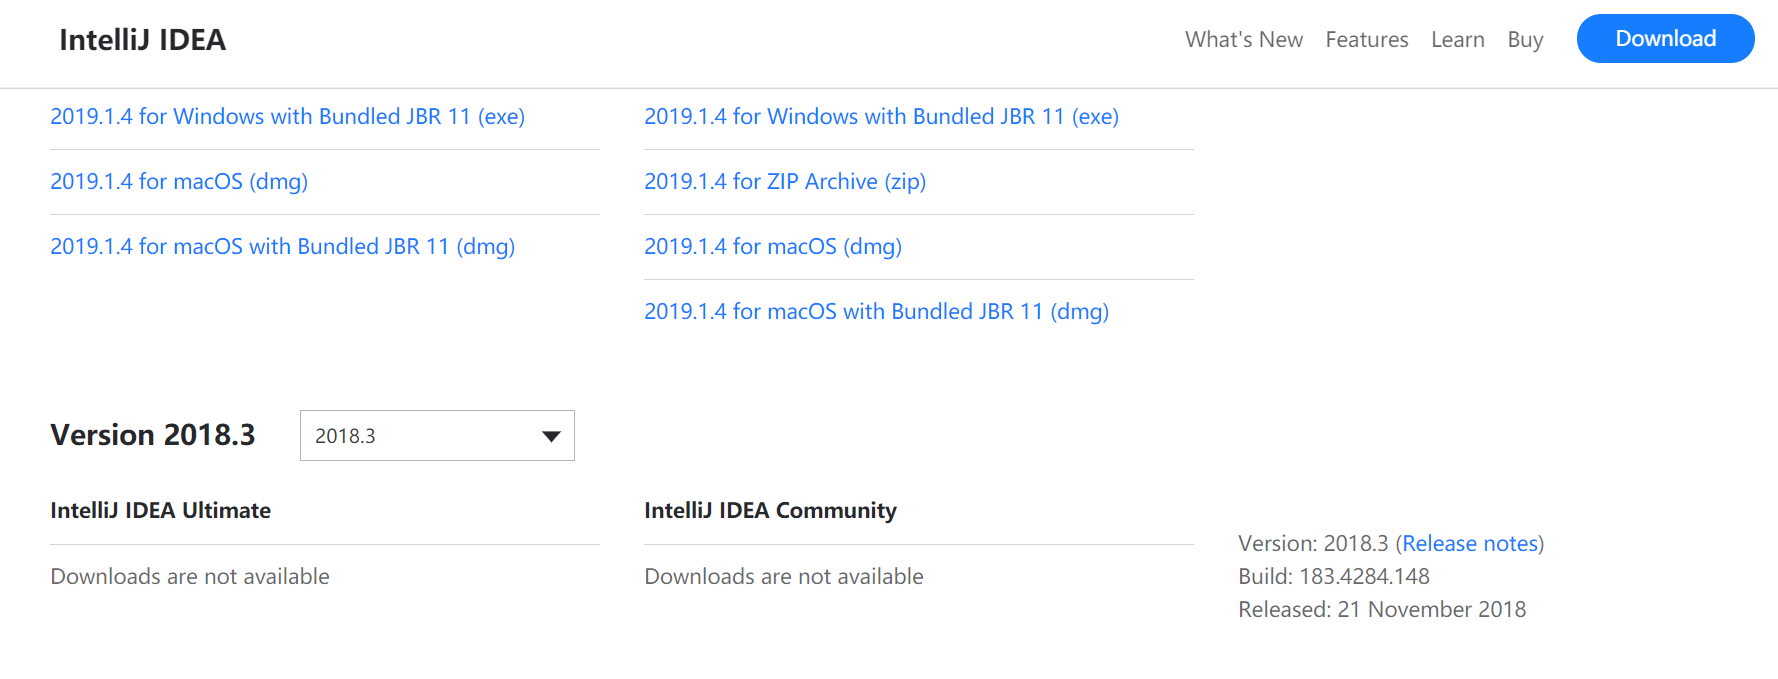 IntelliJ IDEA
What's New Features Learn Buy Download
2019.1.4 for Windows with Bundled JBR 11 (exe)
2019.1.4 for macOS (dmg)
2019.1.4 for macOS with Bundled JBR 11 (dmg)
2019.1.4 for Windows with Bundled JBR 11 (exe)
2019.1.4 for ZIP Archive (zip)
2019.1.4 for macOS (dmg)
2019.1.4 for macOS with Bundled JBR 11 (dmg)
Version 2018.3
2018.3
IntelliJ IDEA Ultimate
Downloads are not available
IntelliJ IDEA Community
Downloads are not available
Version: 2018.3 (Release notes)
Build: 183.4284.148
Released: 21 November 2018